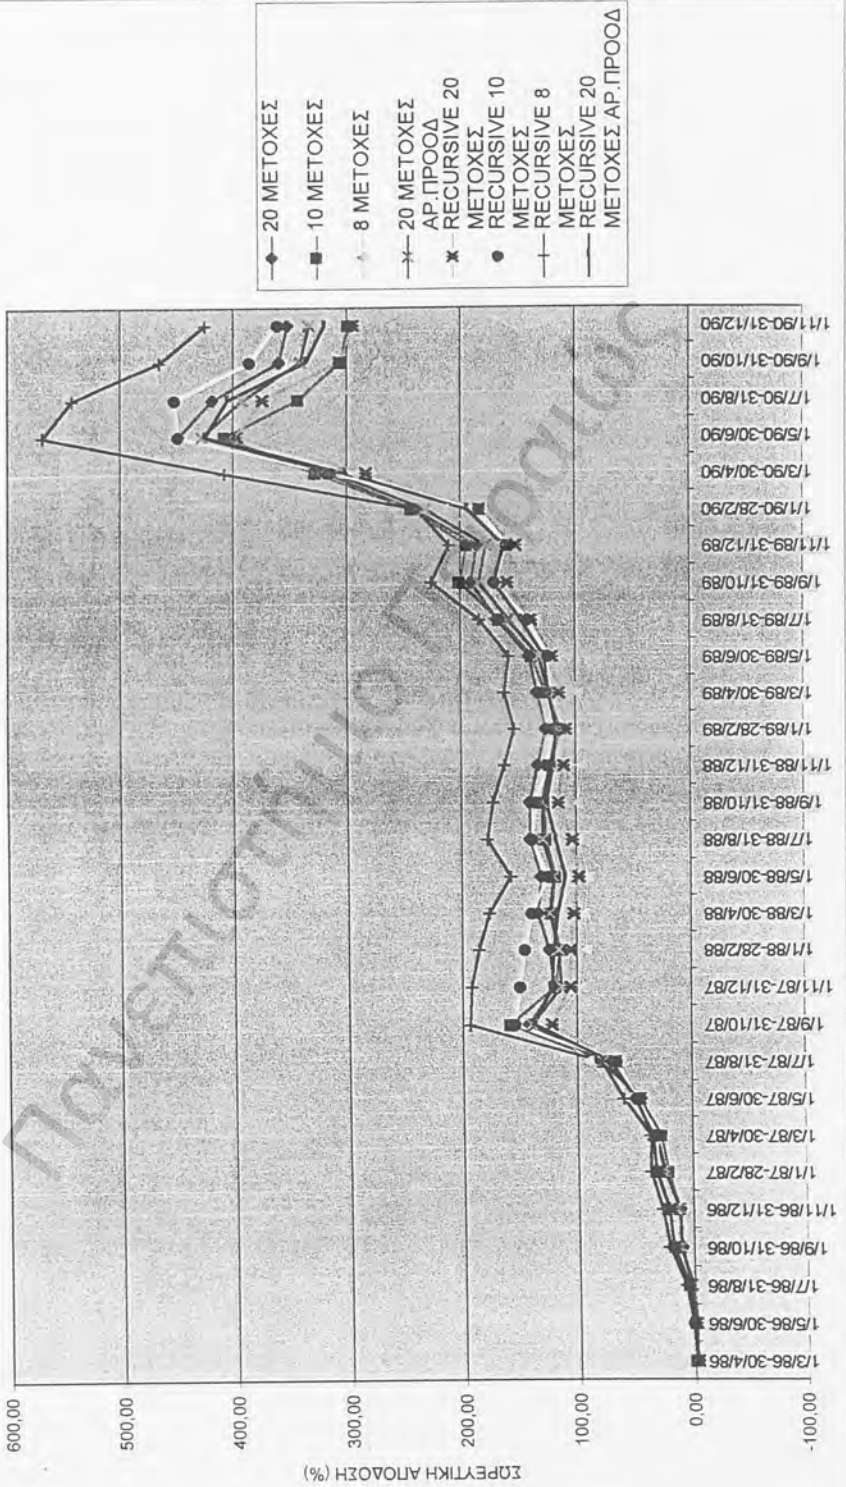 20 ΜΕΤΟΧΕΣ
10 ΜΕΤΟΧΕΣ
8 ΜΕΤΟΧΕΣ
20 ΜΕΤΟΧΕΣ
ΑΡ.ΠΡΟΟΔ
RECURSIVE 20
ΜΕΤΟΧΕΣ
RECURSIVE 10
ΜΕΤΟΧΕΣ
RECURSIVE 8
ΜΕΤΟΧΕΣ
RECURSIVE 20
ΜΕΤΟΧΕΣ ΑΡ.ΠΡΟΟΔ
ΣΩΡΕΥΤΙΚΗ ΑΠΟΔΟΣΗ (%)
600,00
500,00
400,00
300,00
200,00
100,00
0,00
-100,00
1/3/86-30/4/86
1/5/86-30/6/86
1/7/86-31/8/86
1/9/86-31/10/86
1/11/86-31/12/86
1/1/87-28/2/87
1/3/87-30/4/87
1/5/87-30/6/87
1/7/87-31/8/87
1/9/87-31/10/87
1/11/87-31/12/87
1/1/88-28/2/88
1/3/88-30/4/88
1/5/88-30/6/88
1/7/88-31/8/88
1/9/88-31/10/88
1/11/88-31/12/88
1/1/89-28/2/89
1/3/89-30/4/89
1/5/89-30/6/89
1/7/89-31/8/89
1/9/89-31/10/89
1/11/89-31/12/89
1/1/90-28/2/90
1/3/90-30/4/90
1/5/90-30/6/90
1/7/90-31/8/90
1/9/90-31/10/90
1/11/90-31/12/90
Πανεπιστήμιο Πειραιώς